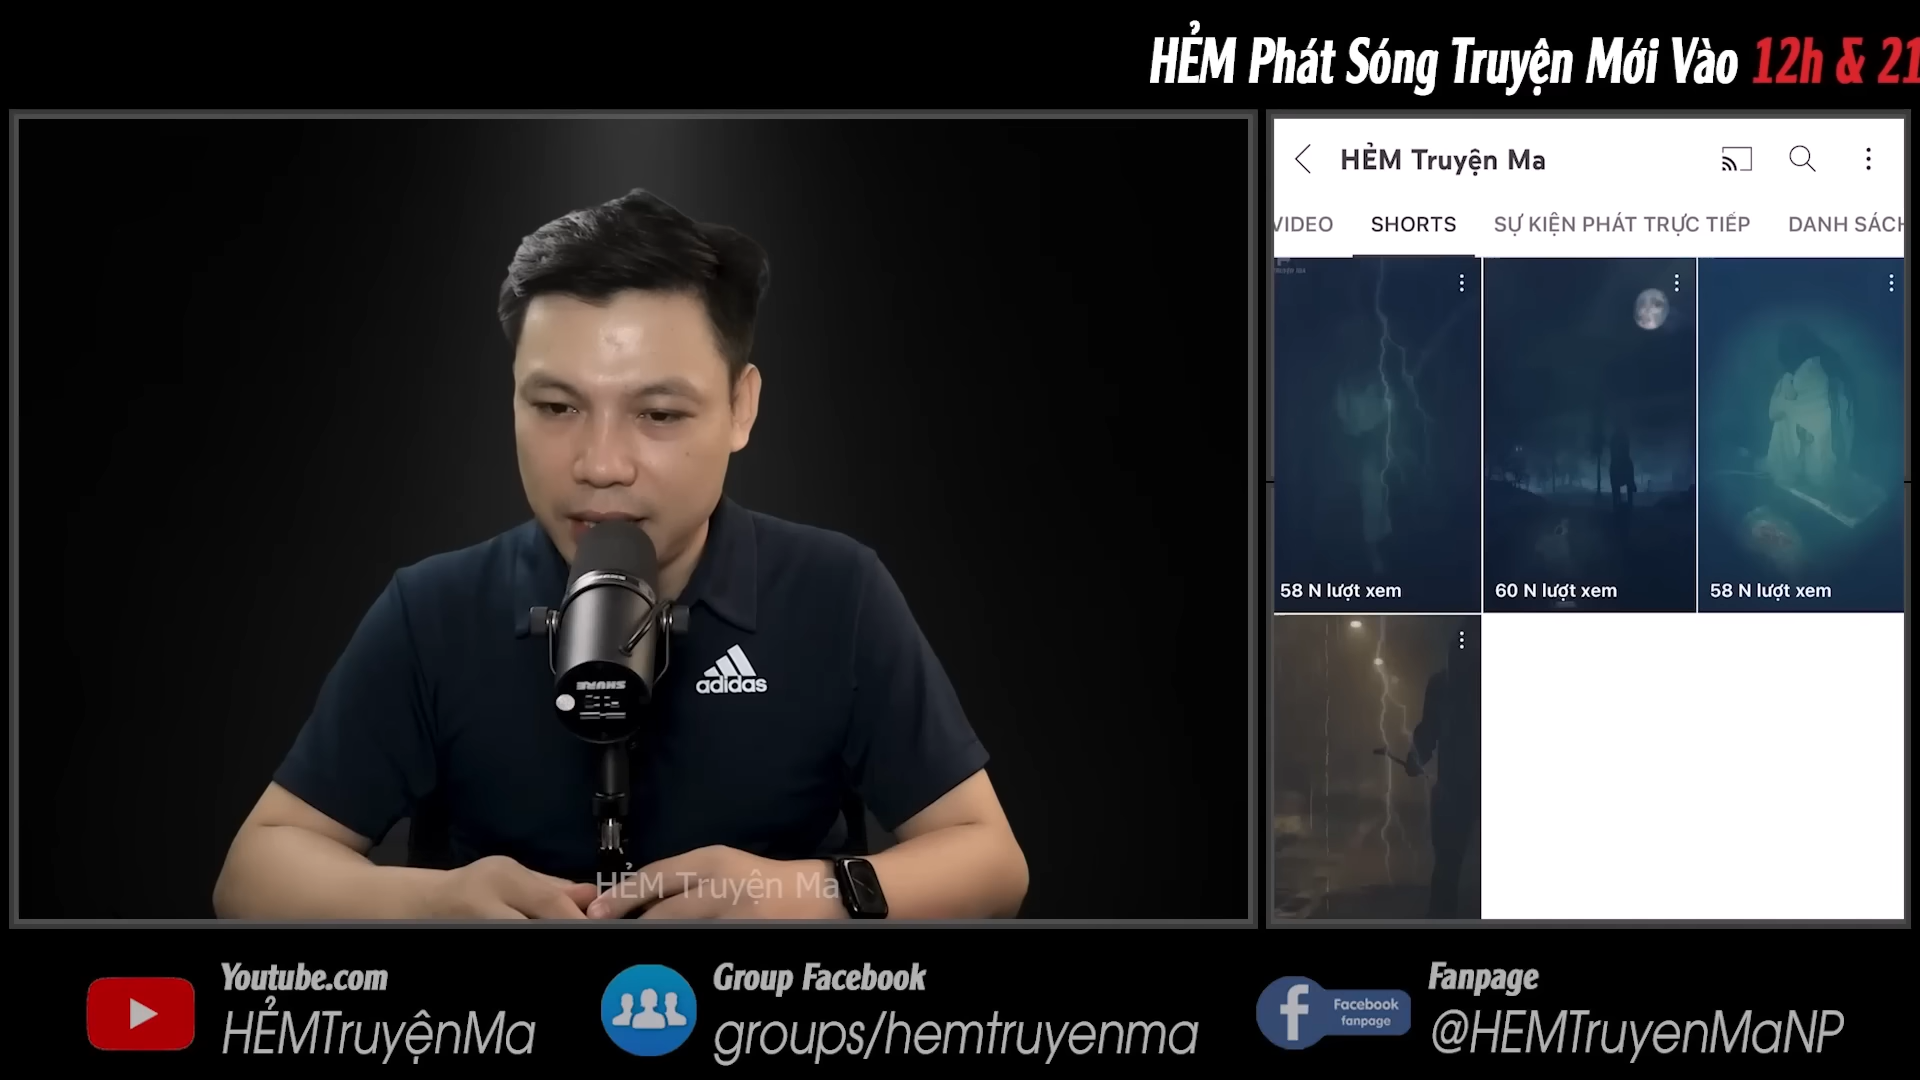 HẺM Phát Sóng Truyện Mới Vào 12h & 21
HẺM Truyện Ma
VIDEO SHORTS SỰ KIỆN PHÁT TRỰC TIẾP DANH SÁCH
58 N lượt xem
60 N lượt xem
58 N lượt xem
adidas
SHURE
HẺM Truyện Ma
Youtube.com
HẺMTruyệnMa
Group Facebook
groups/hemtruyenma
Facebook
fanpage
Fanpage
@HEMTruyenMaNP